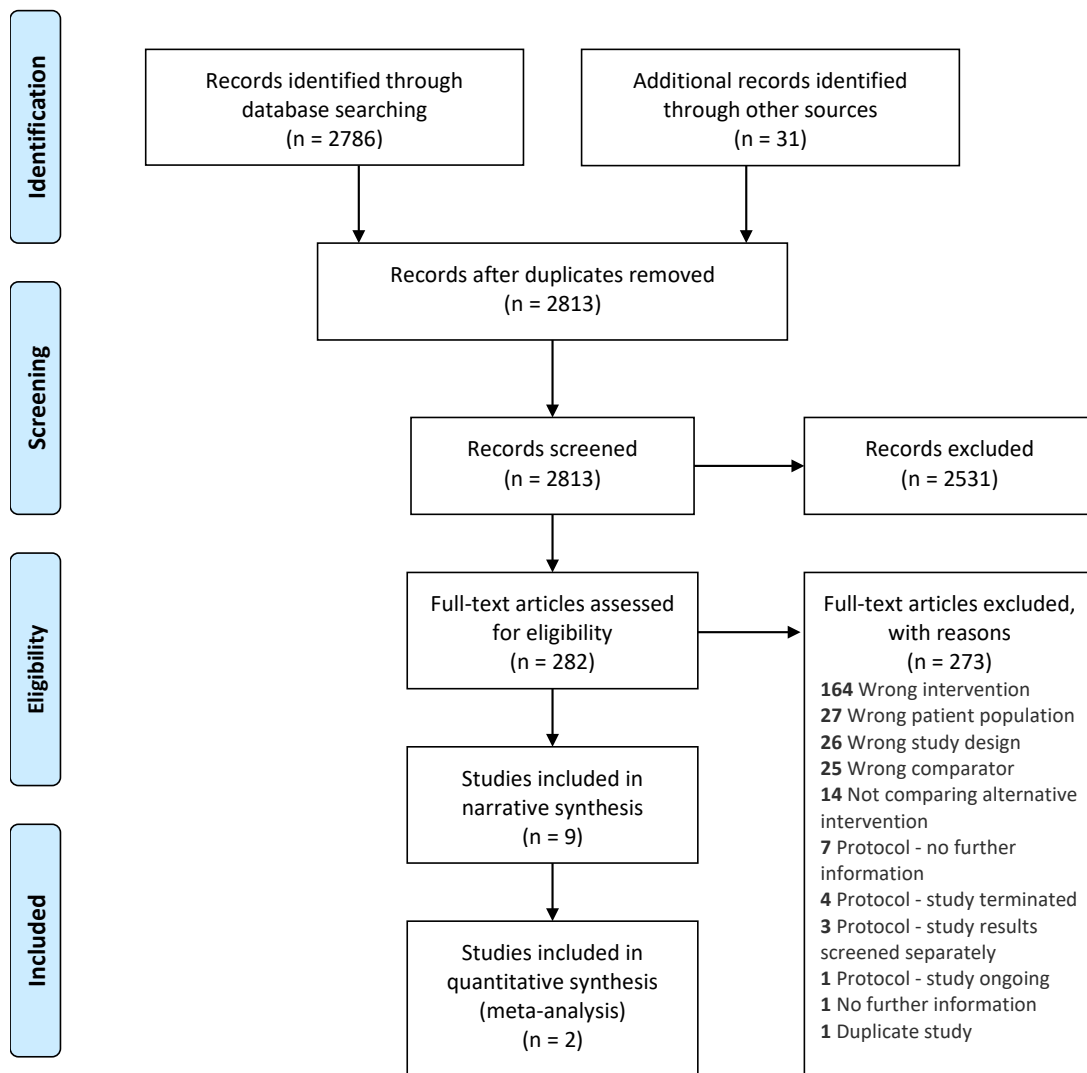 Identification
Records identified through
database searching
(n = 2786)
Additional records identified
through other sources
(n = 31)
Records after duplicates removed
(n = 2813)
Screening
Records screened
(n = 2813)
Records excluded
(n = 2531)
Eligibility
Full-text articles assessed
for eligibility
(n = 282)
Full-text articles excluded,
with reasons
(n = 273)
164 Wrong intervention
27 Wrong patient population
26 Wrong study design
25 Wrong comparator
14 Not comparing alternative
intervention
7 Protocol - no further
information
4 Protocol - study terminated
3 Protocol - study results
screened separately
1 Protocol - study ongoing
1 No further information
1 Duplicate study
Studies included in
narrative synthesis
(n = 9)
Included
Studies included in
quantitative synthesis
(meta-analysis)
(n = 2)